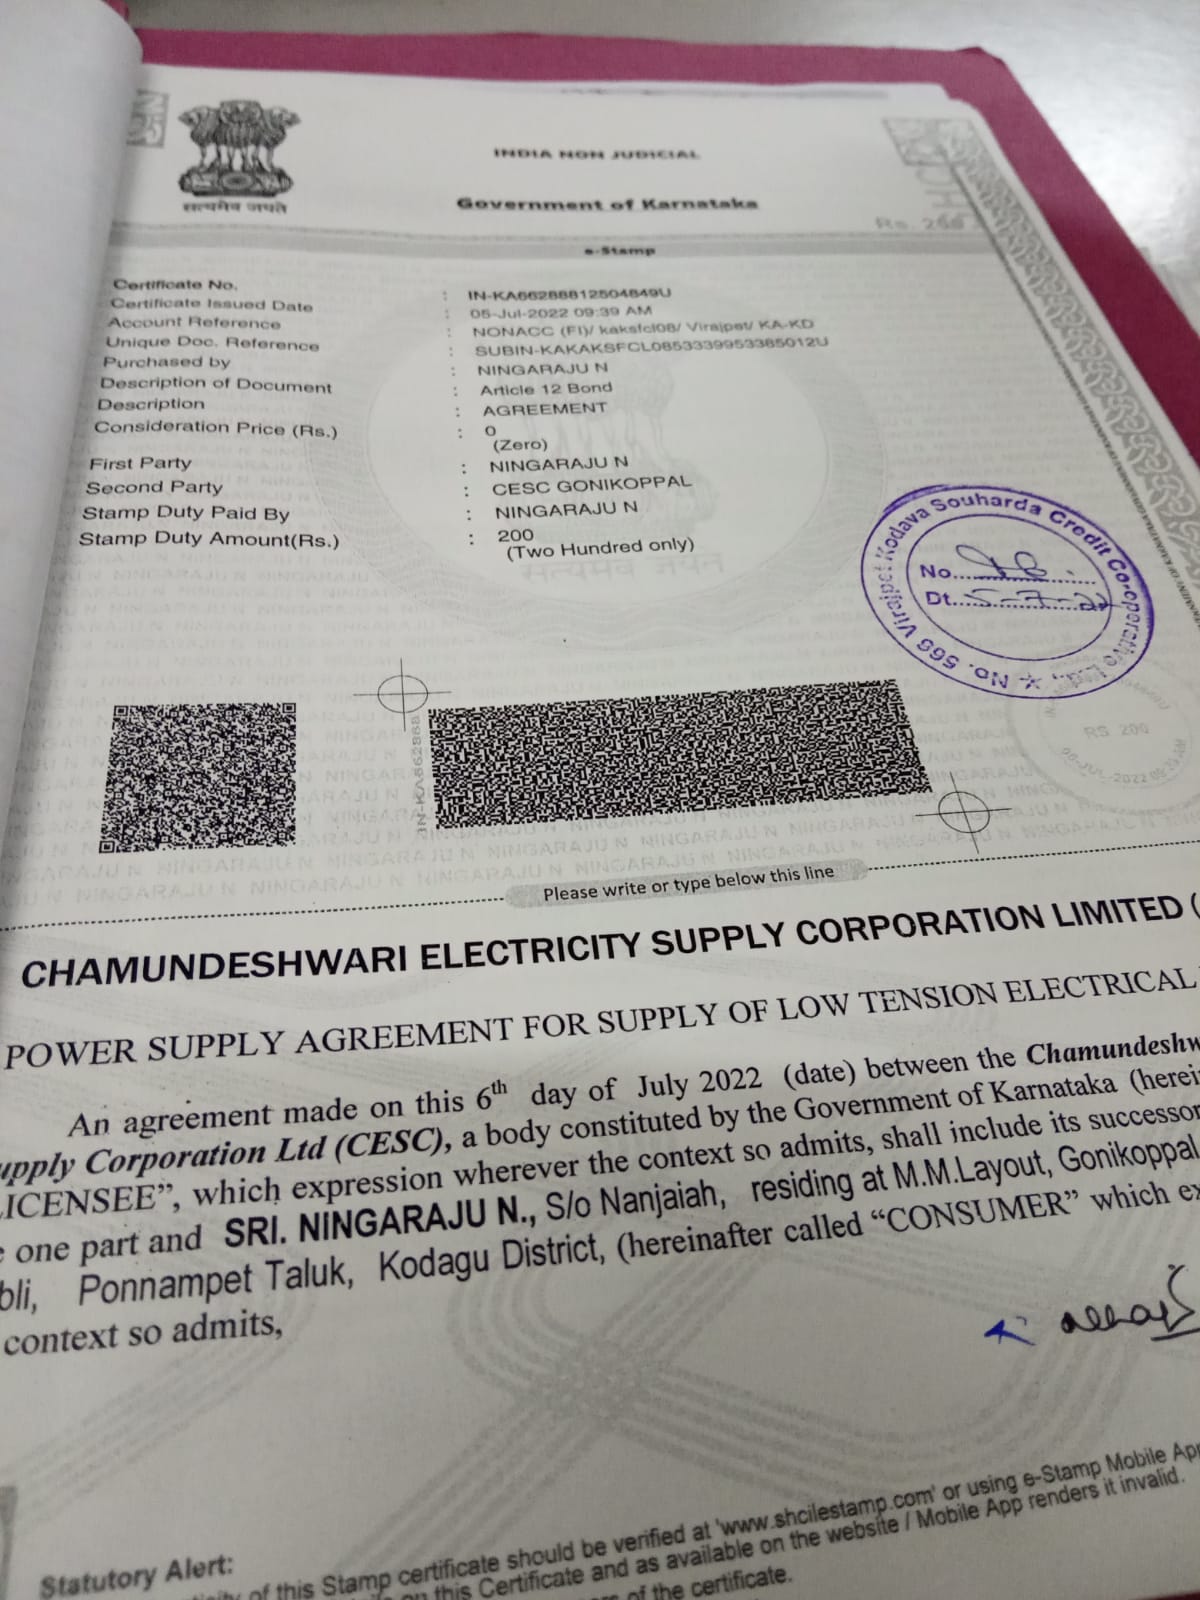 सत्यमेव जयते
INDIA NON JUDICIAL
Government of Karnataka
Rs. 200
e-Stamp
Certificate No. : IN-KA66288812504849U
Certificate Issued Date : 05-Jul-2022 09:39 AM
Account Reference : NONACC (FI)/ kaksfcl08/ Virajpet/ KA-KD
Unique Doc. Reference : SUBIN-KAKAKSFCL0853339953385012U
Purchased by : NINGARAJU N
Description of Document : Article 12 Bond
Description : AGREEMENT
Consideration Price (Rs.) : 0
(Zero)
First Party : NINGARAJU N
Second Party : CESC GONIKOPPAL
Stamp Duty Paid By : NINGARAJU N
Stamp Duty Amount(Rs.) : 200
(Two Hundred only)
Virajpet Kodava Souharda Credit Co-operative Ltd., ★ No. 566
No.
Dt. 5-7-22
RS 200
Please write or type below this line
CHAMUNDESHWARI ELECTRICITY SUPPLY CORPORATION LIMITED (
POWER SUPPLY AGREEMENT FOR SUPPLY OF LOW TENSION ELECTRICAL
An agreement made on this 6th day of July 2022 (date) between the Chamundeshw
upply Corporation Ltd (CESC), a body constituted by the Government of Karnataka (herei
LICENSEE”, which expression wherever the context so admits, shall include its successor
e one part and SRI. NINGARAJU N., S/o Nanjaiah, residing at M.M.Layout, Gonikoppal
bli, Ponnampet Taluk, Kodagu District, (hereinafter called “CONSUMER” which ex
context so admits,
Statutory Alert:
ity of this Stamp certificate should be verified at 'www.shcilestamp.com' or using e-Stamp Mobile App
on this Certificate and as available on the website / Mobile App renders it invalid.
of the certificate.